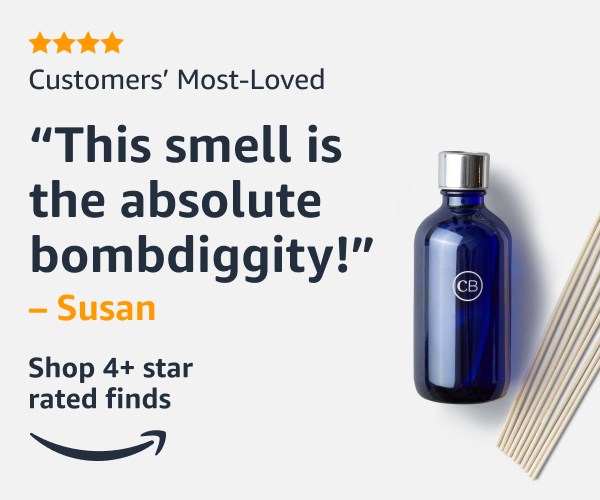 Customers’ Most-Loved
“This smell is
the absolute
bombdiggity!”
– Susan
Shop 4+ star
rated finds
CB